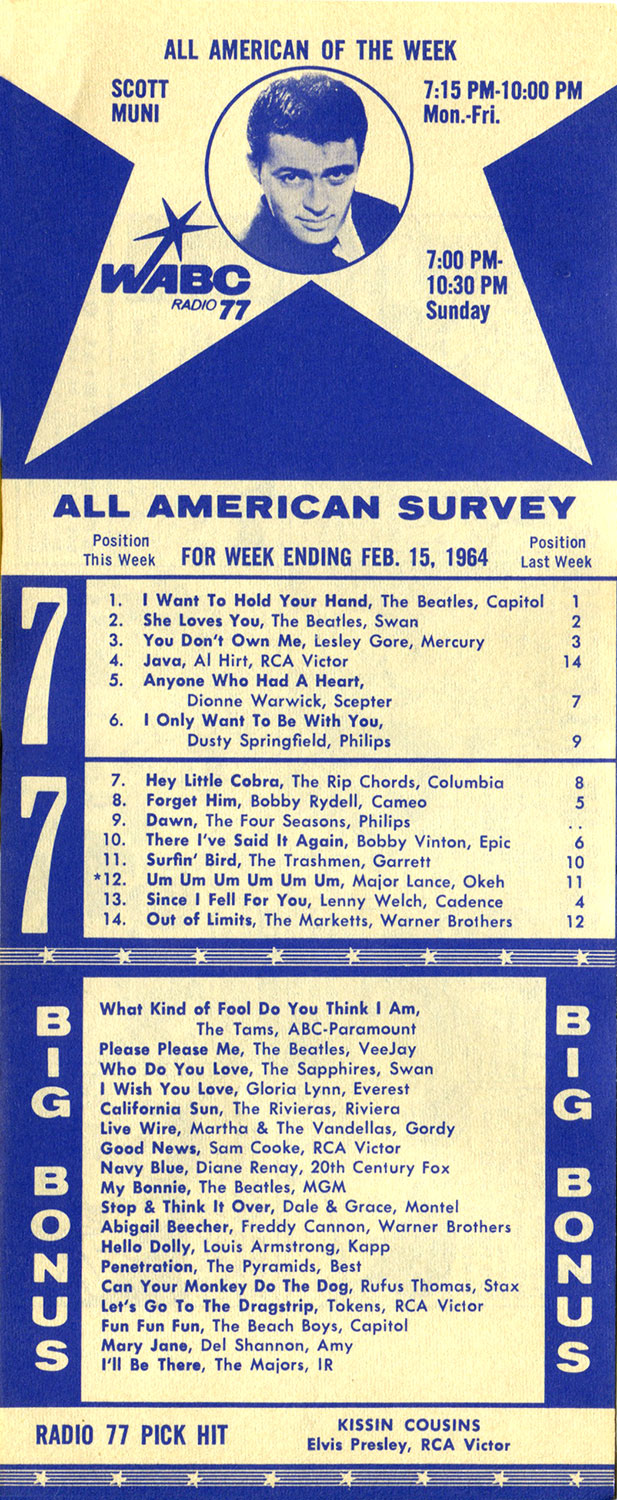 ALL AMERICAN OF THE WEEK
SCOTT
MUNI
7:15 PM-10:00 PM
Mon.-Fri.
WABC
RADIO 77
7:00 PM-
10:30 PM
Sunday
ALL AMERICAN SURVEY
Position
This Week
FOR WEEK ENDING FEB. 15, 1964
Position
Last Week
7
1. I Want To Hold Your Hand, The Beatles, Capitol 1
2. She Loves You, The Beatles, Swan 2
3. You Don't Own Me, Lesley Gore, Mercury 3
4. Java, Al Hirt, RCA Victor 14
5. Anyone Who Had A Heart,
Dionne Warwick, Scepter 7
6. I Only Want To Be With You,
Dusty Springfield, Philips 9
7
7. Hey Little Cobra, The Rip Chords, Columbia 8
8. Forget Him, Bobby Rydell, Cameo 5
9. Dawn, The Four Seasons, Philips ..
10. There I've Said It Again, Bobby Vinton, Epic 6
11. Surfin' Bird, The Trashmen, Garrett 10
*12. Um Um Um Um Um Um, Major Lance, Okeh 11
13. Since I Fell For You, Lenny Welch, Cadence 4
14. Out of Limits, The Marketts, Warner Brothers 12
BIG BONUS
What Kind of Fool Do You Think I Am,
The Tams, ABC-Paramount
Please Please Me, The Beatles, VeeJay
Who Do You Love, The Sapphires, Swan
I Wish You Love, Gloria Lynn, Everest
California Sun, The Rivieras, Riviera
Live Wire, Martha & The Vandellas, Gordy
Good News, Sam Cooke, RCA Victor
Navy Blue, Diane Renay, 20th Century Fox
My Bonnie, The Beatles, MGM
Stop & Think It Over, Dale & Grace, Montel
Abigail Beecher, Freddy Cannon, Warner Brothers
Hello Dolly, Louis Armstrong, Kapp
Penetration, The Pyramids, Best
Can Your Monkey Do The Dog, Rufus Thomas, Stax
Let's Go To The Dragstrip, Tokens, RCA Victor
Fun Fun Fun, The Beach Boys, Capitol
Mary Jane, Del Shannon, Amy
I'll Be There, The Majors, IR
BIG BONUS
RADIO 77 PICK HIT
KISSIN COUSINS
Elvis Presley, RCA Victor